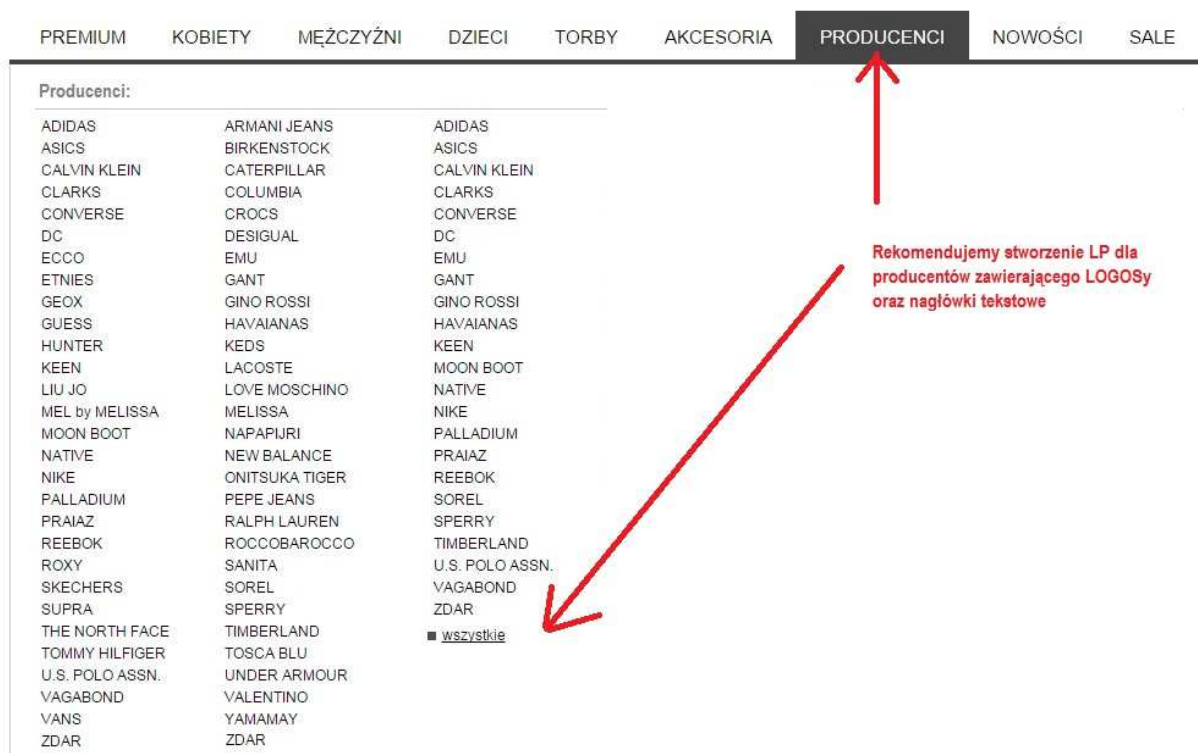 PREMIUM KOBIETY MĘŻCZYŹNI DZIECI TORBY AKCESORIA PRODUCENCI NOWOŚCI SALE
Producenci:
ADIDAS
ASICS
CALVIN KLEIN
CLARKS
CONVERSE
DC
ECCO
ETNIES
GEOX
GUESS
HUNTER
KEEN
LIU JO
MEL by MELISSA
MOON BOOT
NATIVE
NIKE
PALLADIUM
PRAIAZ
REEBOK
ROXY
SKECHERS
SUPRA
THE NORTH FACE
TOMMY HILFIGER
U.S. POLO ASSN.
VAGABOND
VANS
ZDAR
ARMANI JEANS
BIRKENSTOCK
CATERPILLAR
COLUMBIA
CROCS
DESIGUAL
EMU
GANT
GINO ROSSI
HAVAIANAS
KEDS
LACOSTE
LOVE MOSCHINO
MELISSA
NAPAPIJRI
NEW BALANCE
ONITSUKA TIGER
PEPE JEANS
RALPH LAUREN
ROCCOBAROCCO
SANITA
SOREL
SPERRY
TIMBERLAND
TOSCA BLU
UNDER ARMOUR
VALENTINO
YAMAMAY
ZDAR
ADIDAS
ASICS
CALVIN KLEIN
CLARKS
CONVERSE
DC
EMU
GANT
GINO ROSSI
HAVAIANAS
KEEN
MOON BOOT
NATIVE
NIKE
PALLADIUM
PRAIAZ
REEBOK
SOREL
SPERRY
TIMBERLAND
U.S. POLO ASSN.
VAGABOND
ZDAR
wszystkie
Rekomendujemy stworzenie LP dla
producentów zawierającego LOGOSy
oraz nagłówki tekstowe